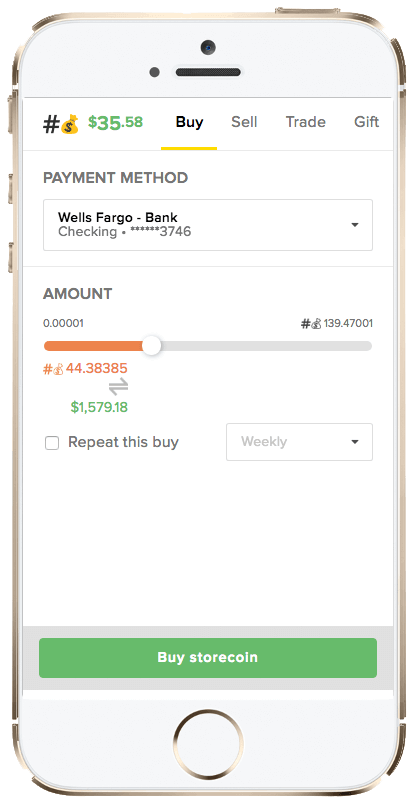 #💰 $35.58 Buy Sell Trade Gift
PAYMENT METHOD
Wells Fargo - Bank
Checking • ******3746
AMOUNT
0.00001 #💰 139.47001
#💰 44.38385
$1,579.18
Repeat this buy Weekly
Buy storecoin